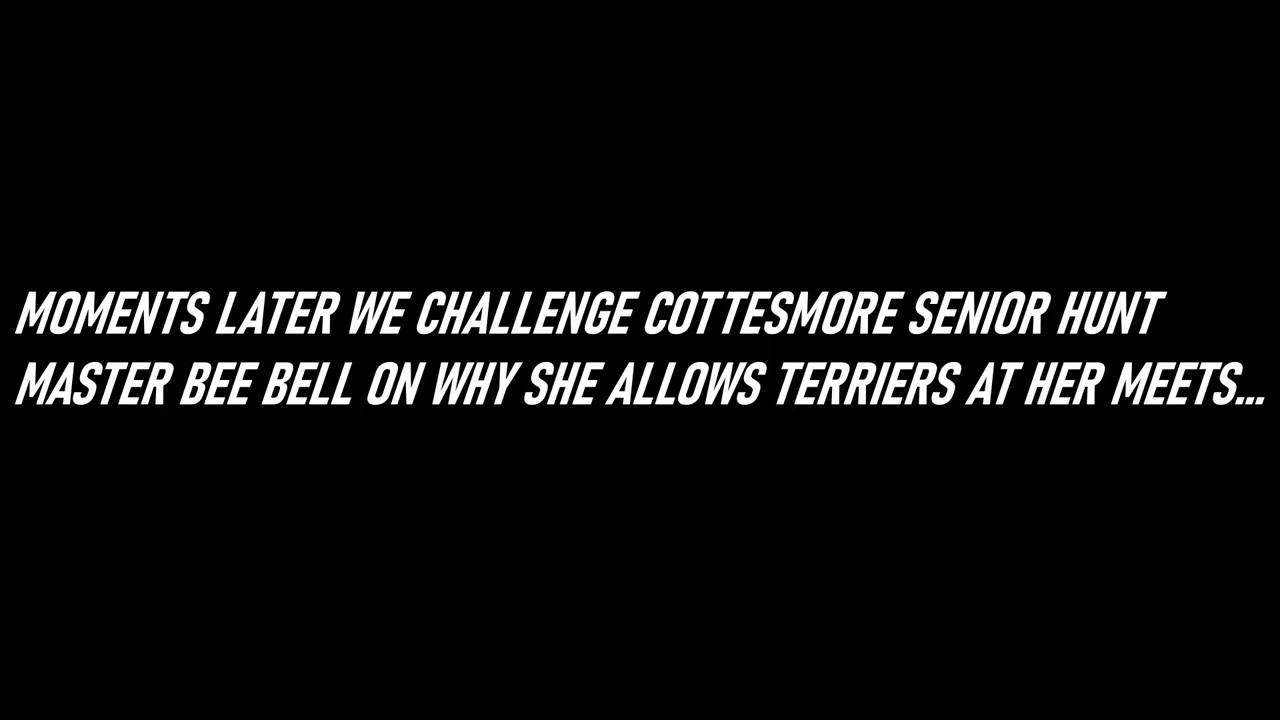 MOMENTS LATER WE CHALLENGE COTTESMORE SENIOR HUNT
MASTER BEE BELL ON WHY SHE ALLOWS TERRIERS AT HER MEETS...